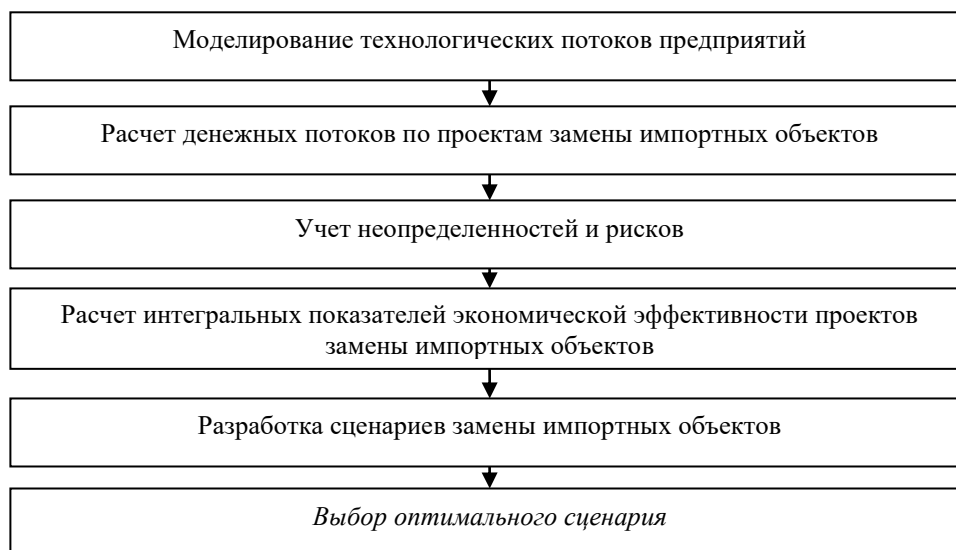 Моделирование технологических потоков предприятий
Расчет денежных потоков по проектам замены импортных объектов
Учет неопределенностей и рисков
Расчет интегральных показателей экономической эффективности проектов
замены импортных объектов
Разработка сценариев замены импортных объектов
Выбор оптимального сценария